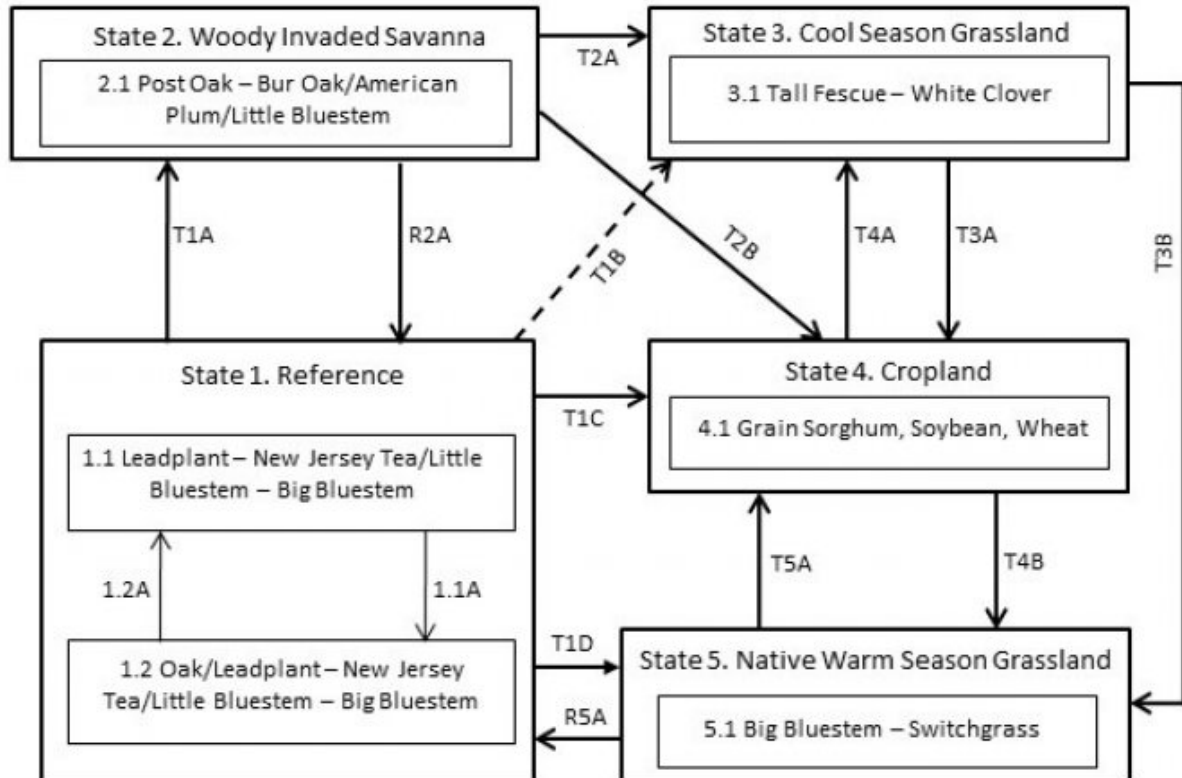 State 2. Woody Invaded Savanna
2.1 Post Oak – Bur Oak/American
Plum/Little Bluestem
T2A
State 3. Cool Season Grassland
3.1 Tall Fescue – White Clover
T1A
R2A
T1B
T2B
T4A
T3A
T3B
State 1. Reference
1.1 Leadplant – New Jersey Tea/Little
Bluestem – Big Bluestem
1.2A
1.1A
1.2 Oak/Leadplant – New Jersey
Tea/Little Bluestem – Big Bluestem
T1C
State 4. Cropland
4.1 Grain Sorghum, Soybean, Wheat
T5A
T4B
T1D
R5A
State 5. Native Warm Season Grassland
5.1 Big Bluestem – Switchgrass